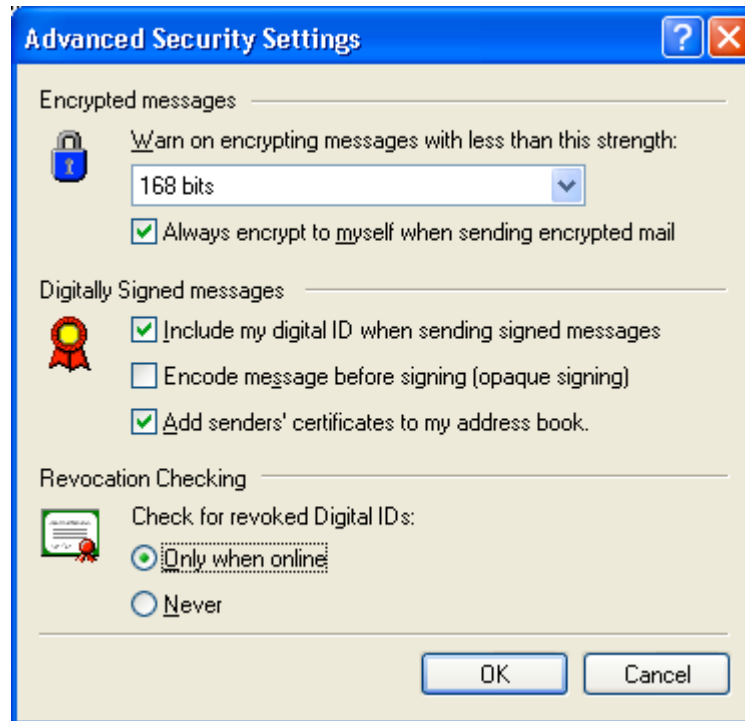 Advanced Security Settings
Encrypted messages
Warn on encrypting messages with less than this strength:
168 bits
Always encrypt to myself when sending encrypted mail
Digitally Signed messages
Include my digital ID when sending signed messages
Encode message before signing (opaque signing)
Add senders' certificates to my address book.
Revocation Checking
Check for revoked Digital IDs:
Only when online
Never
OK Cancel